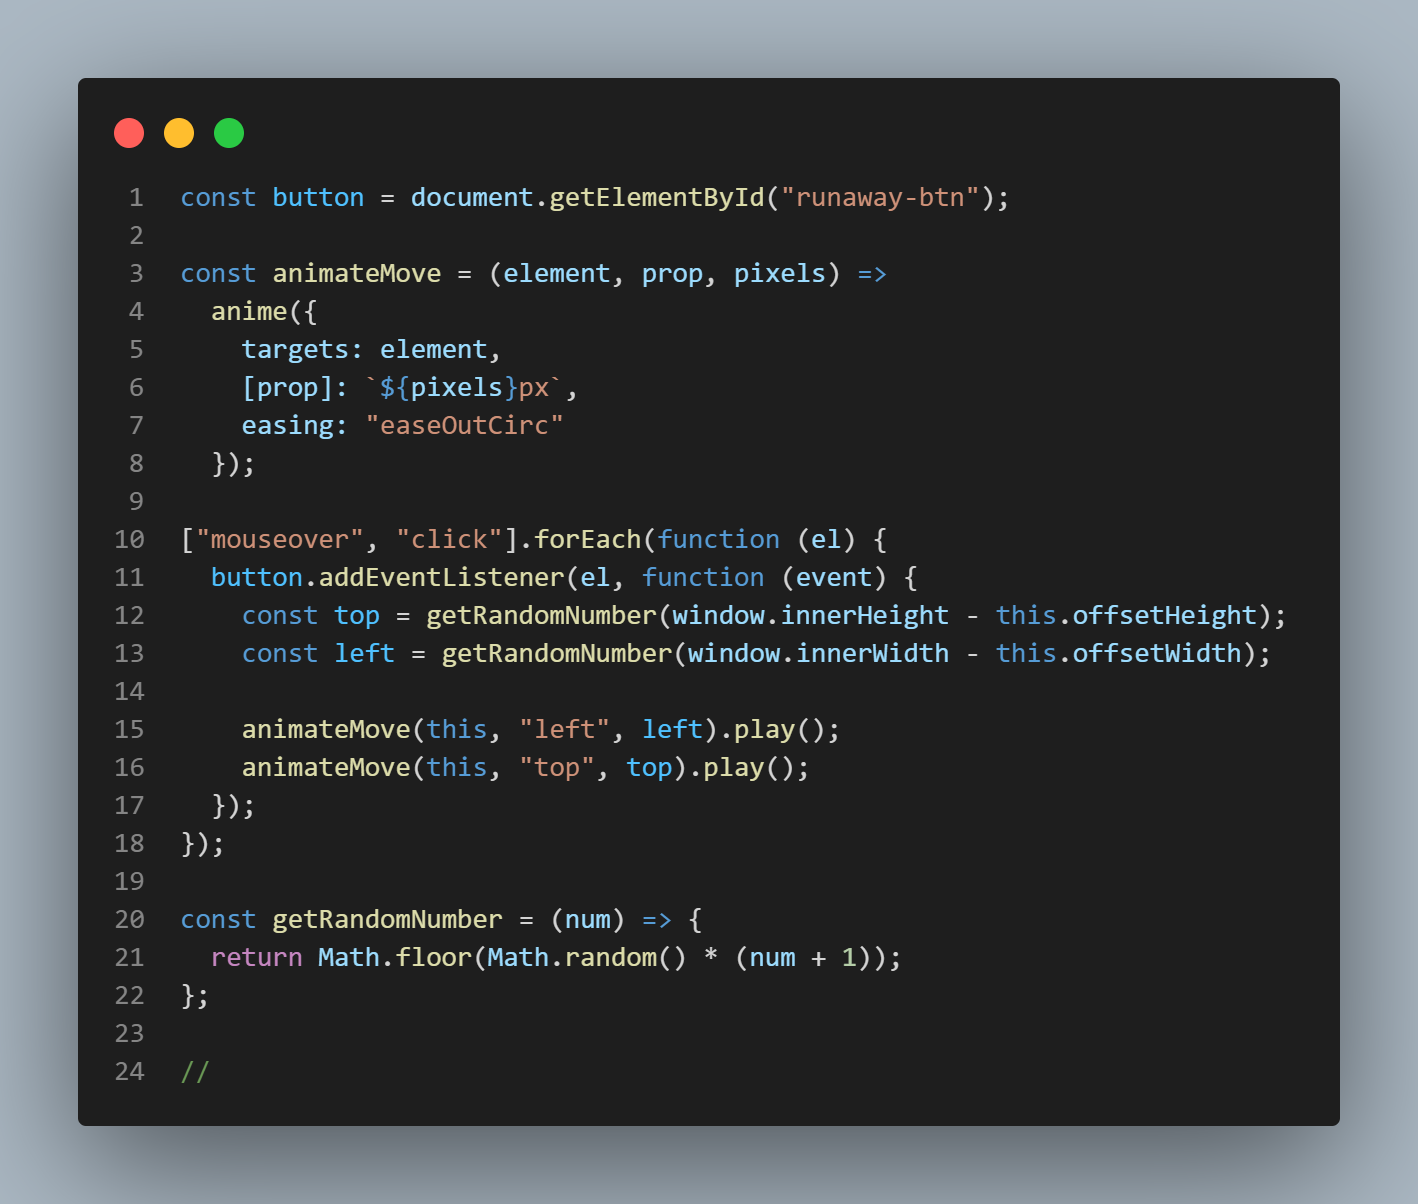 1 const button = document.getElementById("runaway-btn");
2
3 const animateMove = (element, prop, pixels) =>
4   anime({
5     targets: element,
6     [prop]: `${pixels}px`,
7     easing: "easeOutCirc"
8   });
9
10 ["mouseover", "click"].forEach(function (el) {
11   button.addEventListener(el, function (event) {
12     const top = getRandomNumber(window.innerHeight - this.offsetHeight);
13     const left = getRandomNumber(window.innerWidth - this.offsetWidth);
14
15     animateMove(this, "left", left).play();
16     animateMove(this, "top", top).play();
17   });
18 });
19
20 const getRandomNumber = (num) => {
21   return Math.floor(Math.random() * (num + 1));
22 };
23
24 //